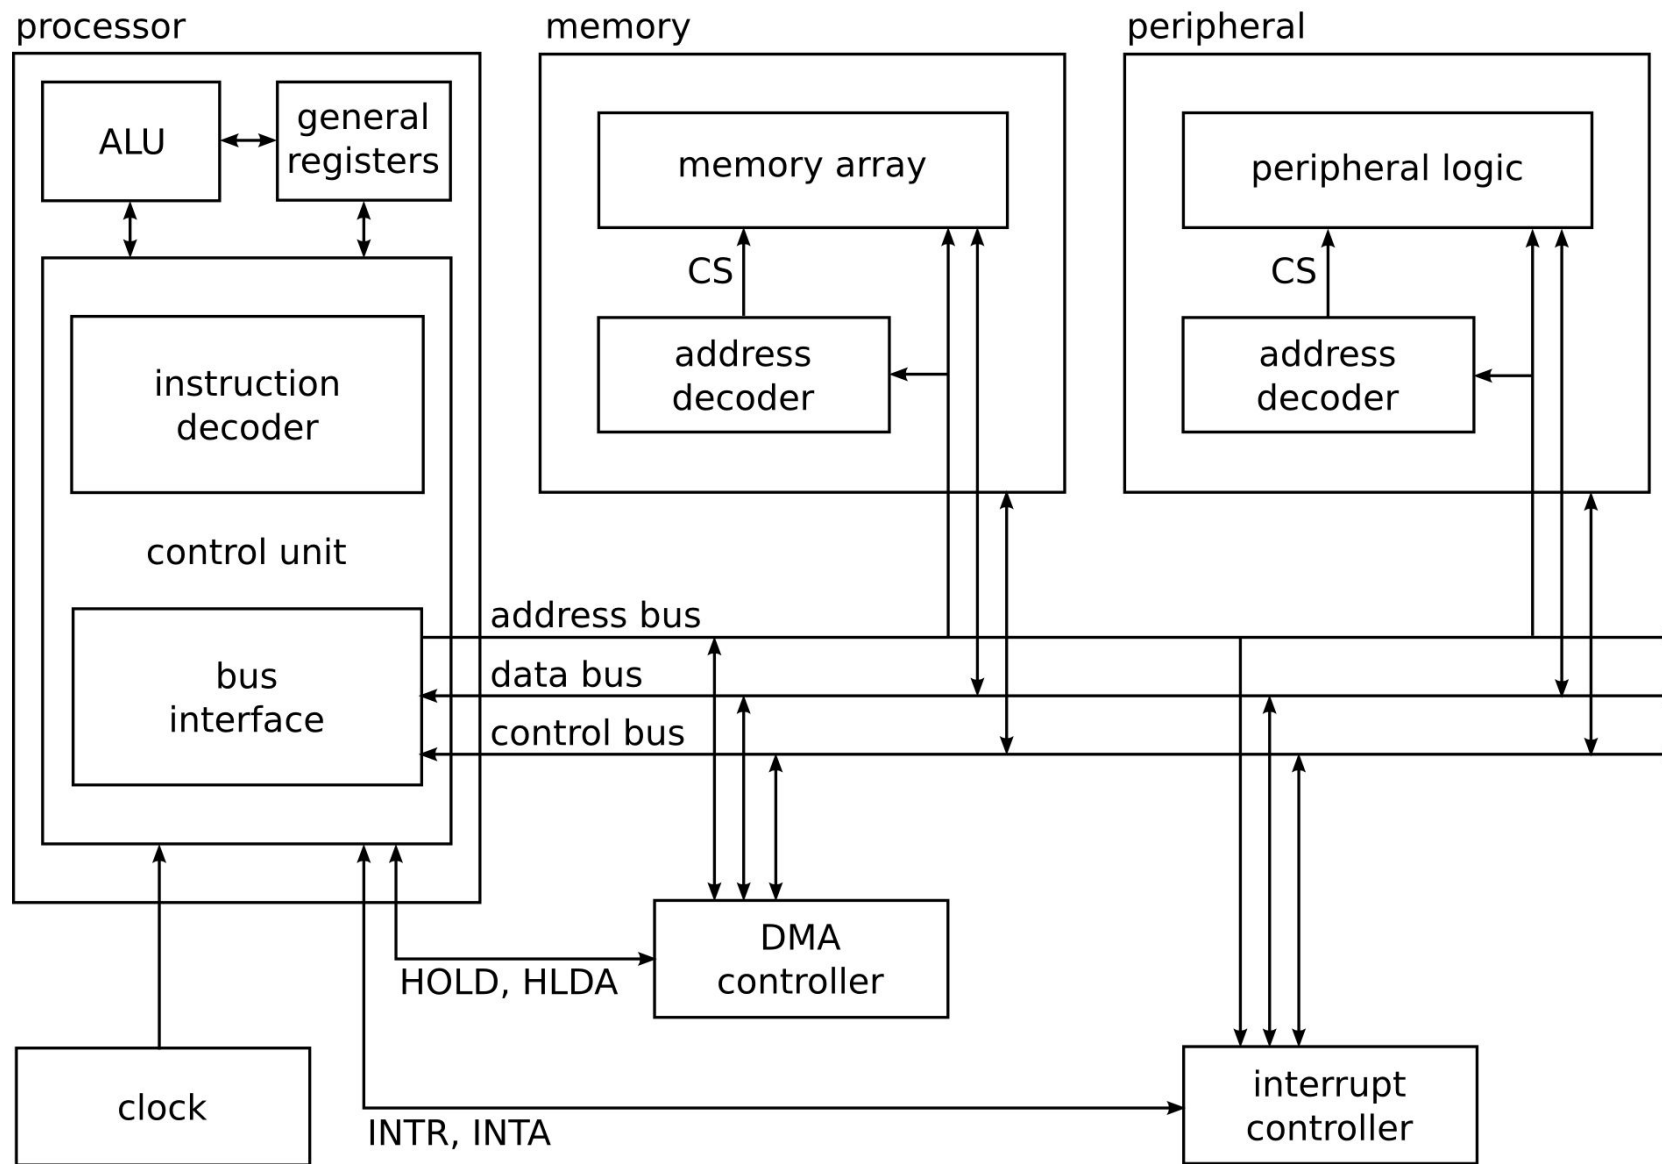 processor
memory
peripheral
ALU
general
registers
memory array
peripheral logic
CS
CS
address
decoder
address
decoder
instruction
decoder
control unit
address bus
bus
interface
data bus
control bus
DMA
controller
HOLD, HLDA
clock
interrupt
controller
INTR, INTA